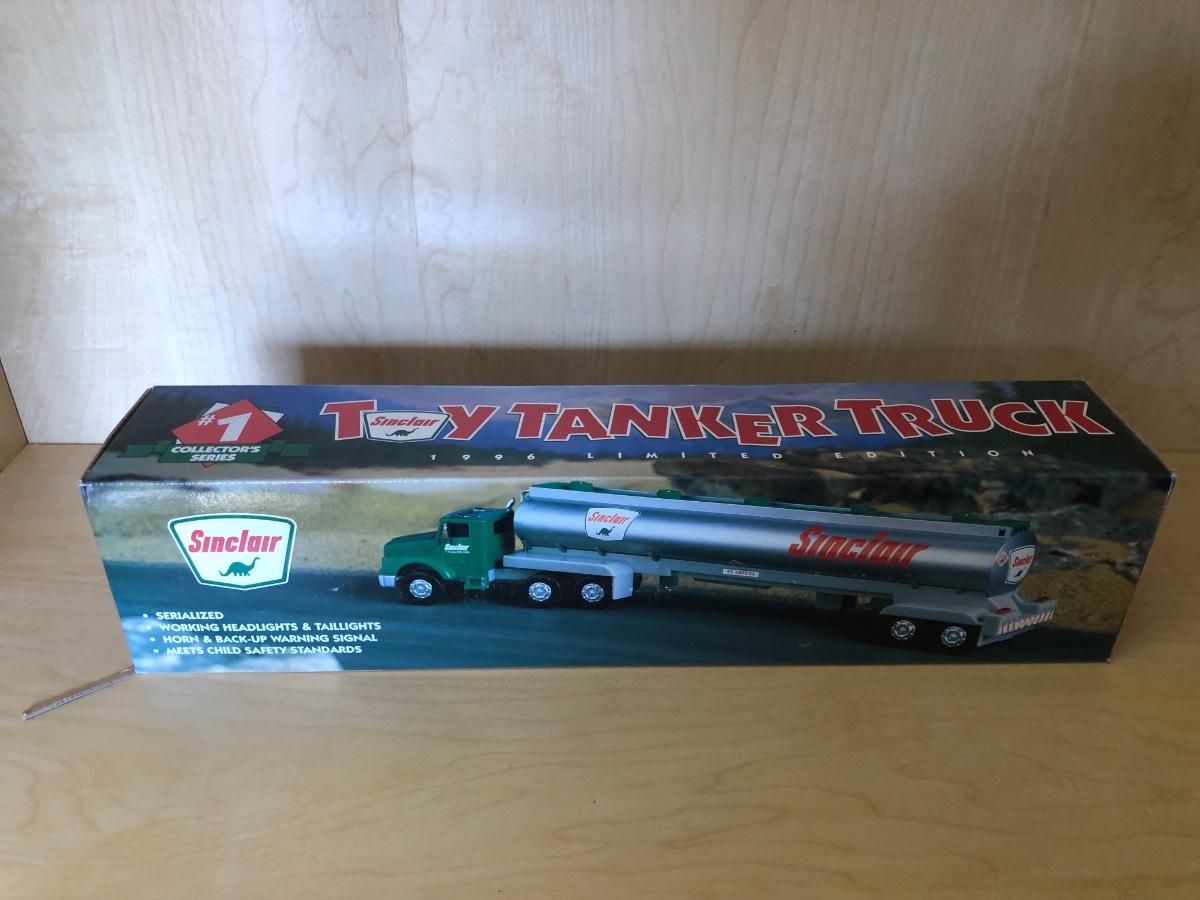 #1
COLLECTOR'S
SERIES
T Sinclair Y TANKER TRUCK
1996 LIMITED EDITION
Sinclair
• SERIALIZED
• WORKING HEADLIGHTS & TAILLIGHTS
• HORN & BACK-UP WARNING SIGNAL
• MEETS CHILD SAFETY STANDARDS
Sinclair
Sinclair
Sinclair
Sinclair